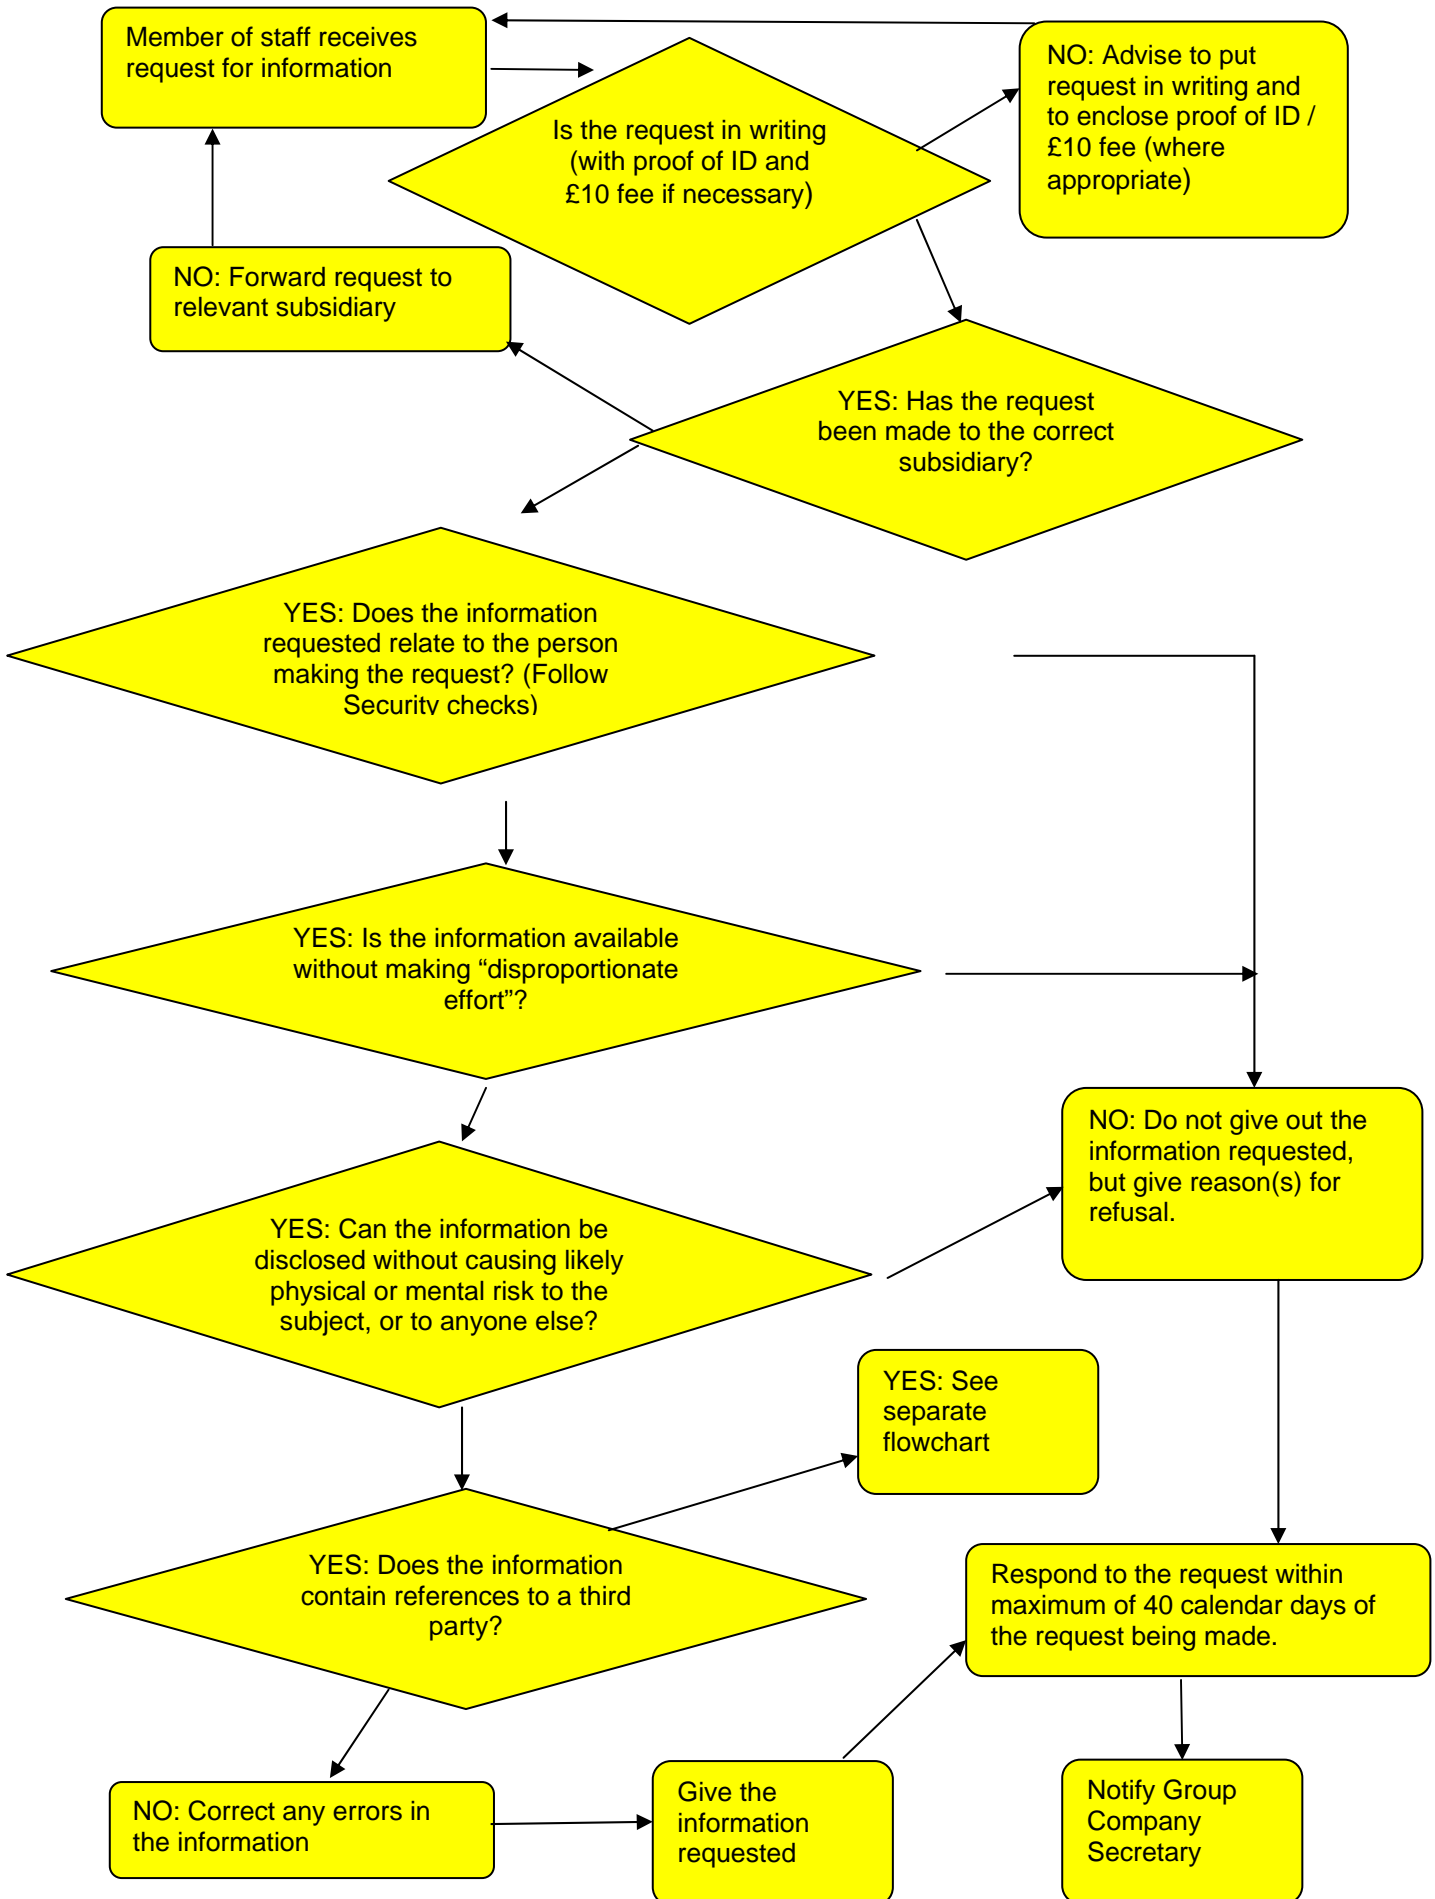 Member of staff receives
request for information
NO: Advise to put
request in writing and
to enclose proof of ID /
£10 fee (where
appropriate)
Is the request in writing
(with proof of ID and
£10 fee if necessary)
NO: Forward request to
relevant subsidiary
YES: Has the request
been made to the correct
subsidiary?
YES: Does the information
requested relate to the person
making the request? (Follow
Security checks)
YES: Is the information available
without making “disproportionate
effort”?
NO: Do not give out the
information requested,
but give reason(s) for
refusal.
YES: Can the information be
disclosed without causing likely
physical or mental risk to the
subject, or to anyone else?
YES: See
separate
flowchart
YES: Does the information
contain references to a third
party?
Respond to the request within
maximum of 40 calendar days of
the request being made.
NO: Correct any errors in
the information
Give the
information
requested
Notify Group
Company
Secretary